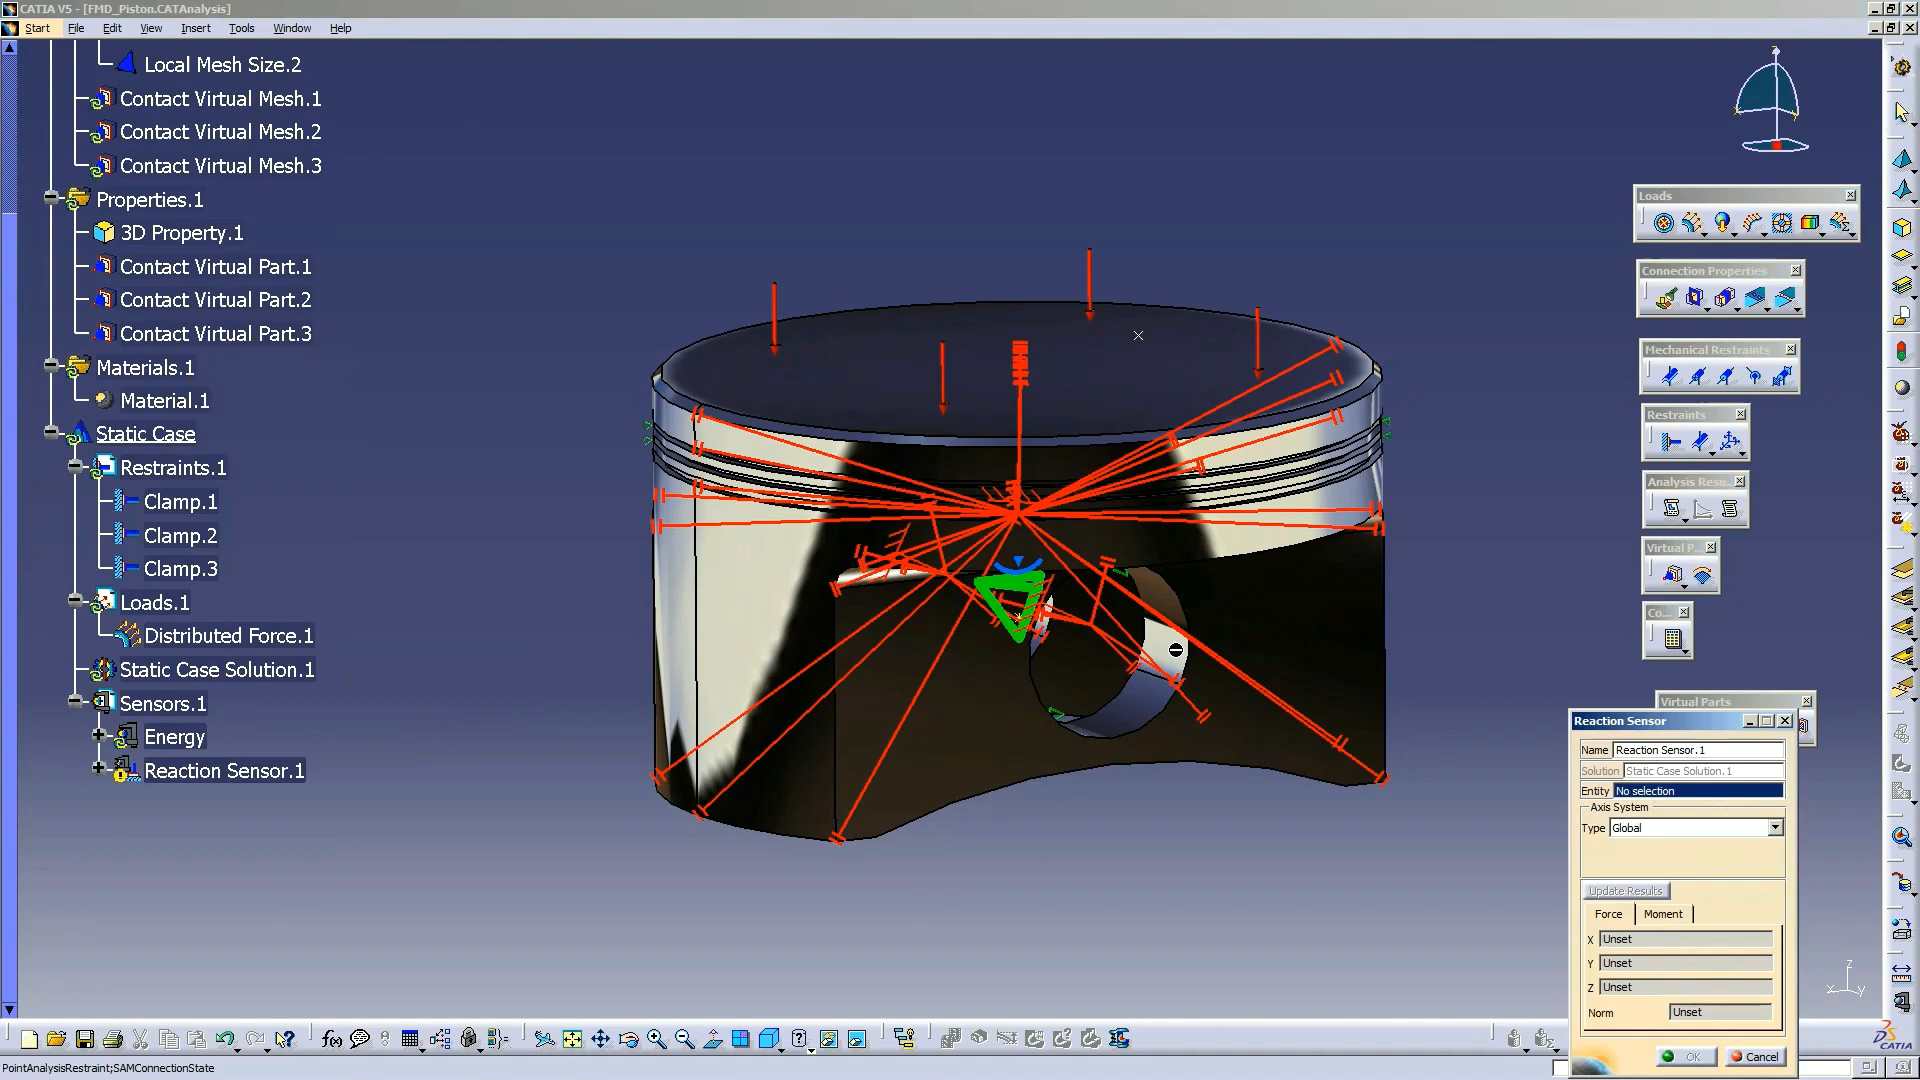 CATIA V5 - [FMD_Piston.CATAnalysis]
Start File Edit View Insert Tools Window Help
Local Mesh Size.2
Contact Virtual Mesh.1
Contact Virtual Mesh.2
Contact Virtual Mesh.3
Properties.1
3D Property.1
Contact Virtual Part.1
Contact Virtual Part.2
Contact Virtual Part.3
Materials.1
Material.1
Static Case
Restraints.1
Clamp.1
Clamp.2
Clamp.3
Loads.1
Distributed Force.1
Static Case Solution.1
Sensors.1
Energy
Reaction Sensor.1
Loads
Connection Properties
Mechanical Restraints
Restraints
Analysis Resu...
Virtual P...
Co...
Virtual Parts
Reaction Sensor
Name Reaction Sensor.1
Solution Static Case Solution.1
Entity No selection
Axis System
Type Global
Update Results
Force Moment
X Unset
Y Unset
Z Unset
Norm Unset
OK Cancel
z
x y
f(x)
CATIA
PointAnalysisRestraint;SAMConnectionState